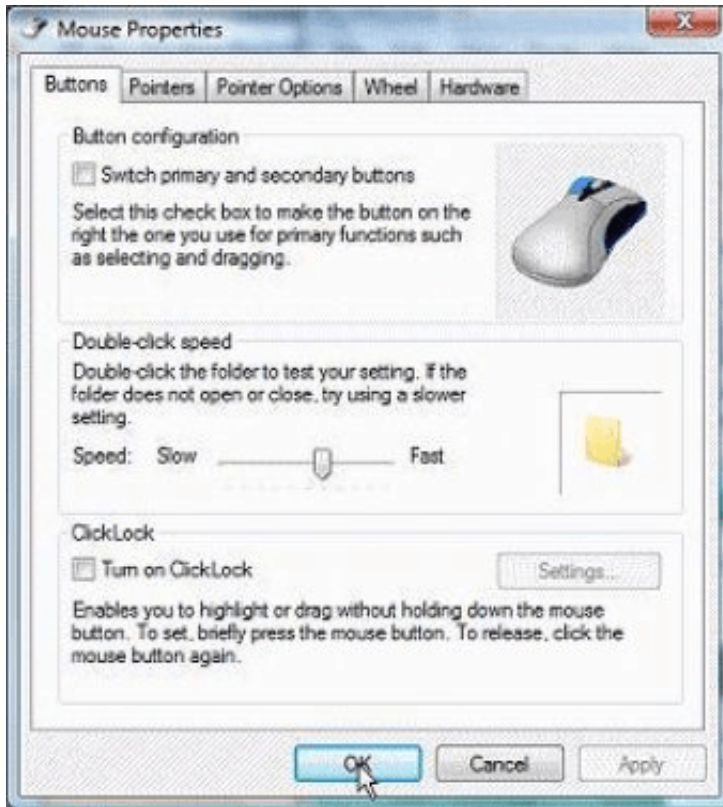 Mouse Properties
Buttons Pointers Pointer Options Wheel Hardware
Button configuration
Switch primary and secondary buttons
Select this check box to make the button on the
right the one you use for primary functions such
as selecting and dragging.
Double-click speed
Double-click the folder to test your setting. If the
folder does not open or close, try using a slower
setting.
Speed: Slow Fast
ClickLock
Turn on ClickLock Settings...
Enables you to highlight or drag without holding down the mouse
button. To set, briefly press the mouse button. To release, click the
mouse button again.
OK Cancel Apply